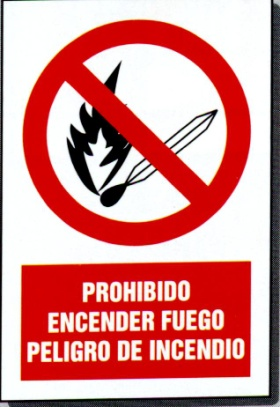 PROHIBIDO
ENCENDER FUEGO
PELIGRO DE INCENDIO